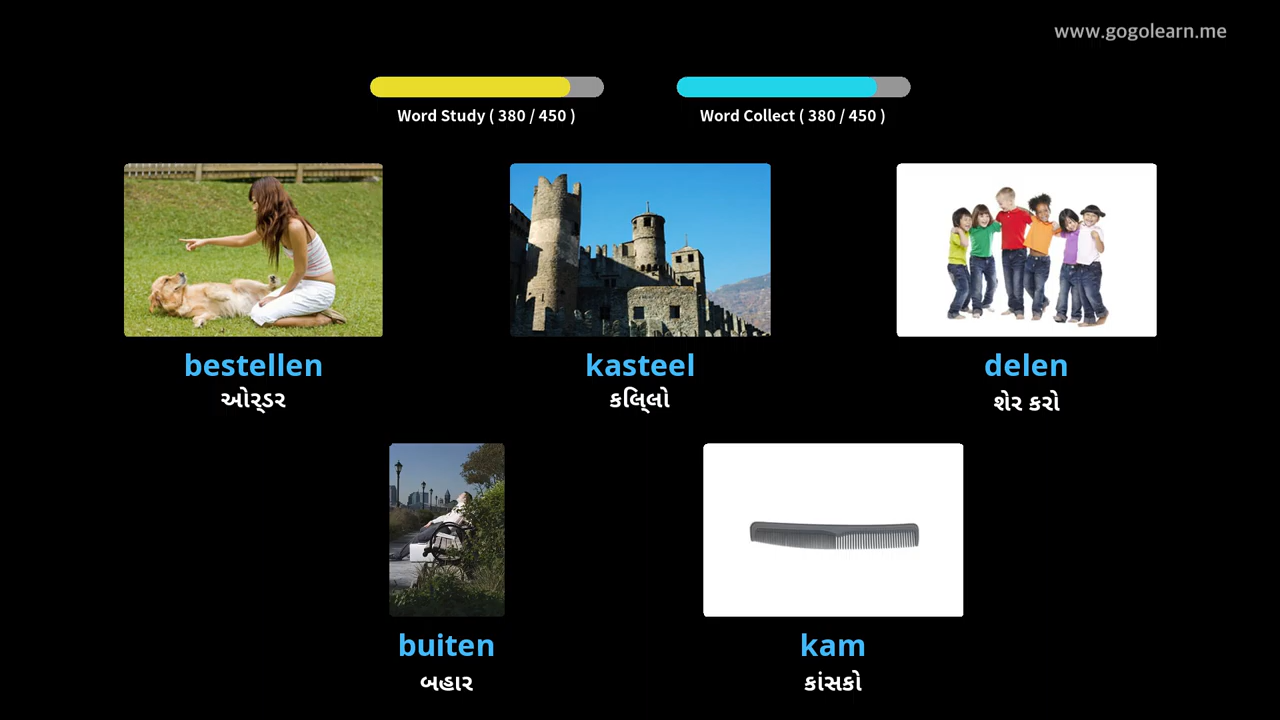 www.gogolearn.me
Word Study ( 380 / 450 )
Word Collect ( 380 / 450 )
bestellen
ઓર્ડર
kasteel
કિલ્લો
delen
શેર કરો
buiten
બહાર
kam
કાંસકો